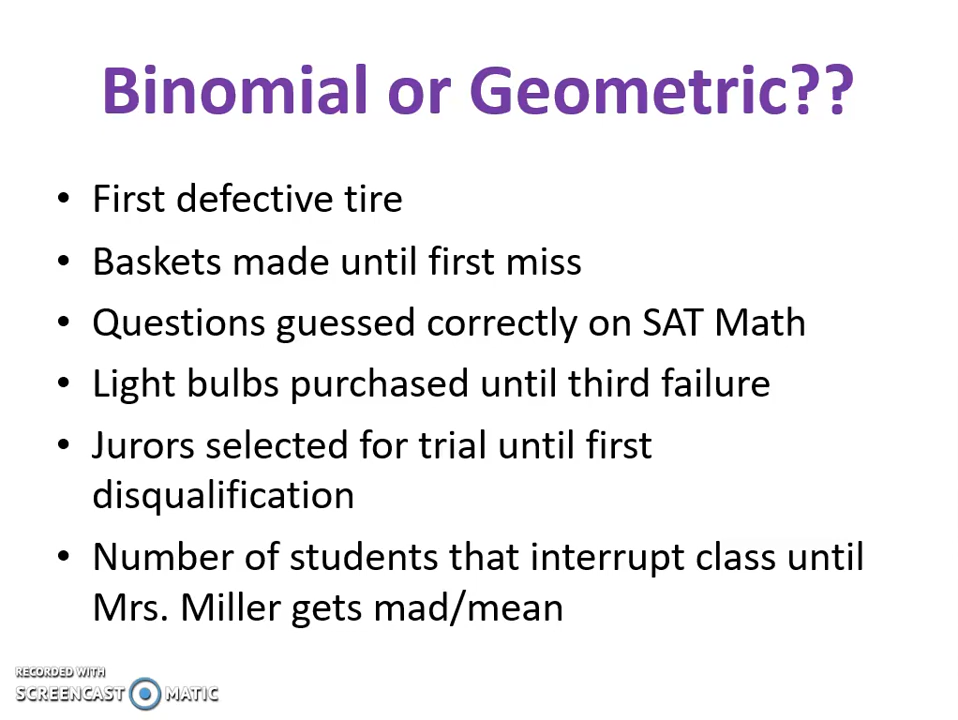 Binomial or Geometric??
• First defective tire
• Baskets made until first miss
• Questions guessed correctly on SAT Math
• Light bulbs purchased until third failure
• Jurors selected for trial until first
disqualification
• Number of students that interrupt class until
Mrs. Miller gets mad/mean
RECORDED WITH
SCREENCAST MATIC